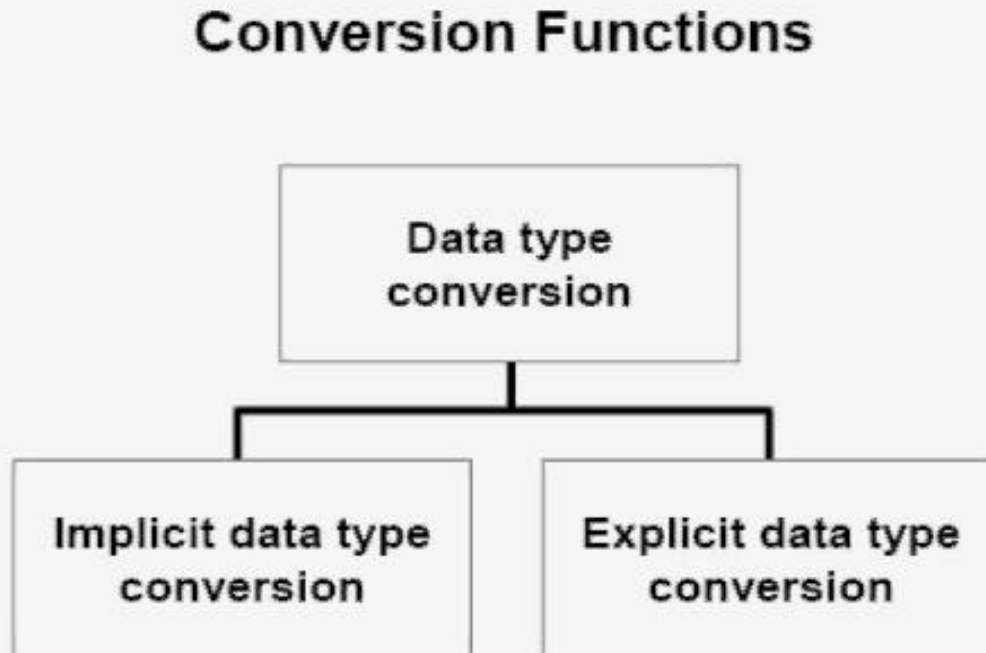 Conversion Functions
Data type
conversion
Implicit data type
conversion
Explicit data type
conversion